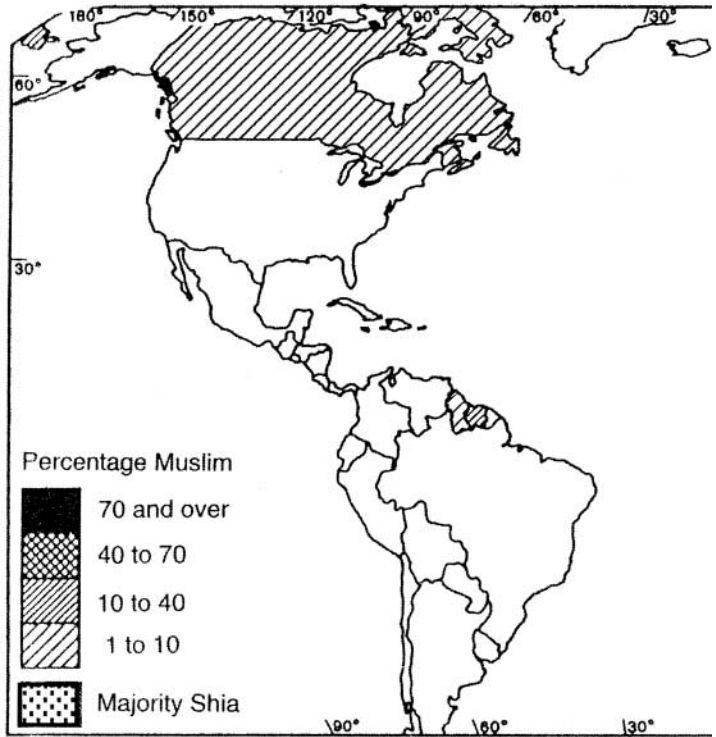 180° 150° 120° 90° 60° 30°
60°
30°
Percentage Muslim
70 and over
40 to 70
10 to 40
1 to 10
Majority Shia
90° 60° 30°